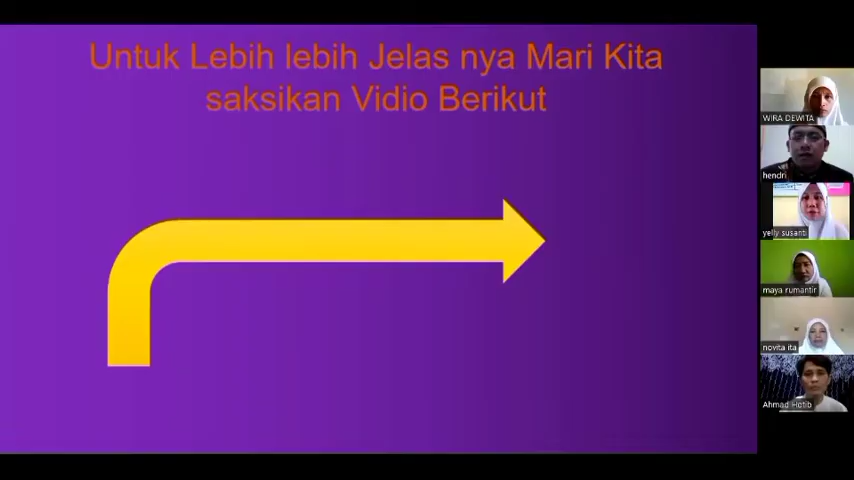 Untuk Lebih lebih Jelas nya Mari Kita
saksikan Vidio Berikut
WIRA DEWITA
hendri
yelly susanti
maya rumantir
novita ita
Ahmad Hotib